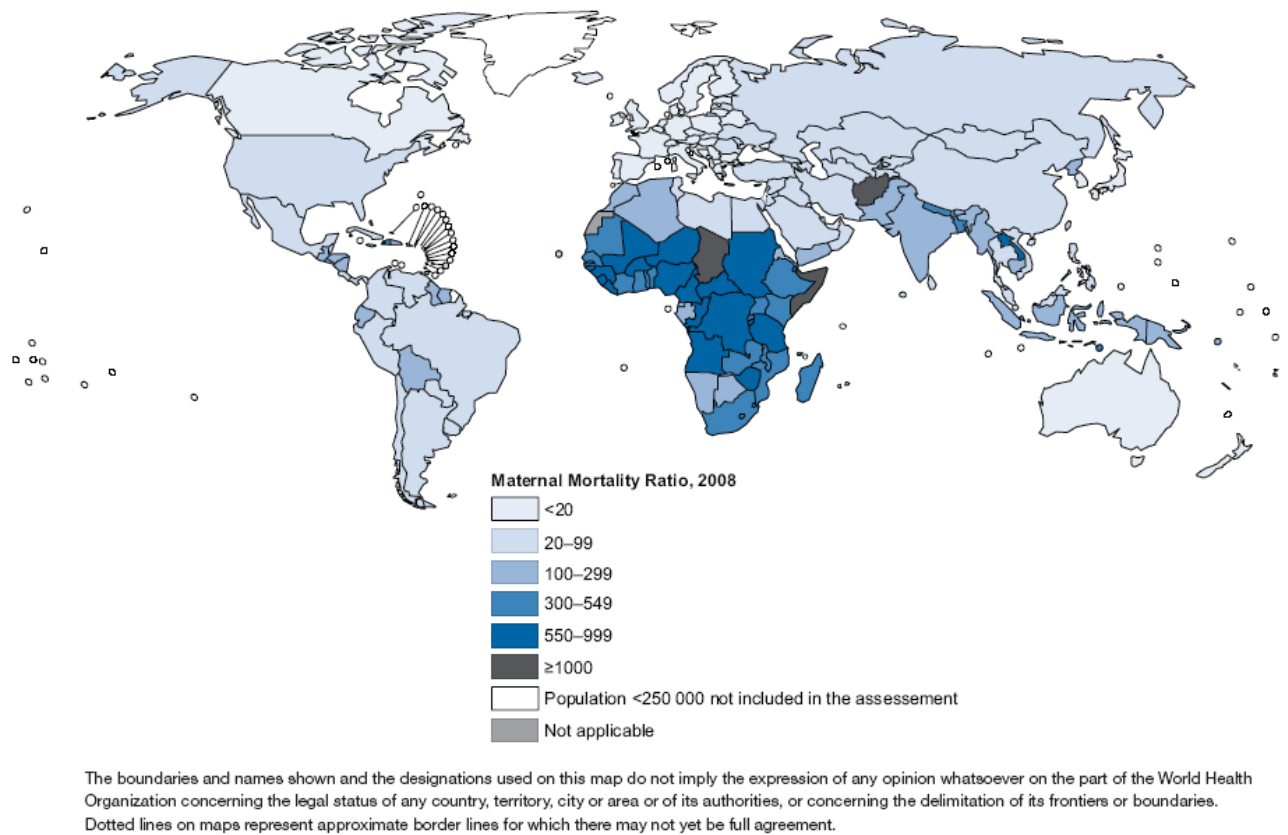 Maternal Mortality Ratio, 2008
<20
20–99
100–299
300–549
550–999
≥1000
Population <250 000 not included in the assessement
Not applicable
The boundaries and names shown and the designations used on this map do not imply the expression of any opinion whatsoever on the part of the World Health
Organization concerning the legal status of any country, territory, city or area or of its authorities, or concerning the delimitation of its frontiers or boundaries.
Dotted lines on maps represent approximate border lines for which there may not yet be full agreement.